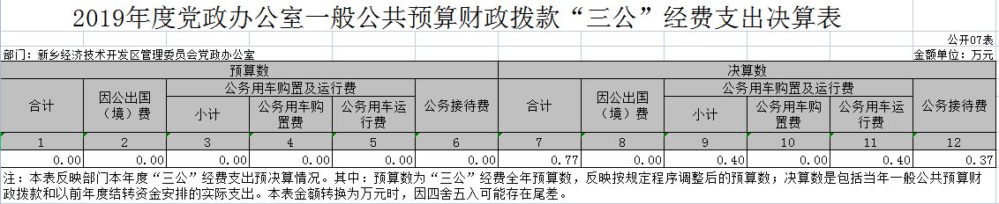 2019年度党政办公室一般公共预算财政拨款“三公”经费支出决算表
公开07表
部门：新乡经济技术开发区管理委员会党政办公室 金额单位：万元
预算数 决算数
合计 因公出国（境）费 公务用车购置及运行费 公务接待费 合计 因公出国（境）费 公务用车购置及运行费 公务接待费
小计 公务用车购置费 公务用车运行费 小计 公务用车购置费 公务用车运行费
1 2 3 4 5 6 7 8 9 10 11 12
0.00 0.00 0.00 0.00 0.00 0.00 0.77 0.00 0.40 0.00 0.40 0.37
注：本表反映部门本年度“三公”经费支出预决算情况。其中：预算数为“三公”经费全年预算数，反映按规定程序调整后的预算数；决算数是包括当年一般公共预算财
政拨款和以前年度结转资金安排的实际支出。本表金额转换为万元时，因四舍五入可能存在尾差。